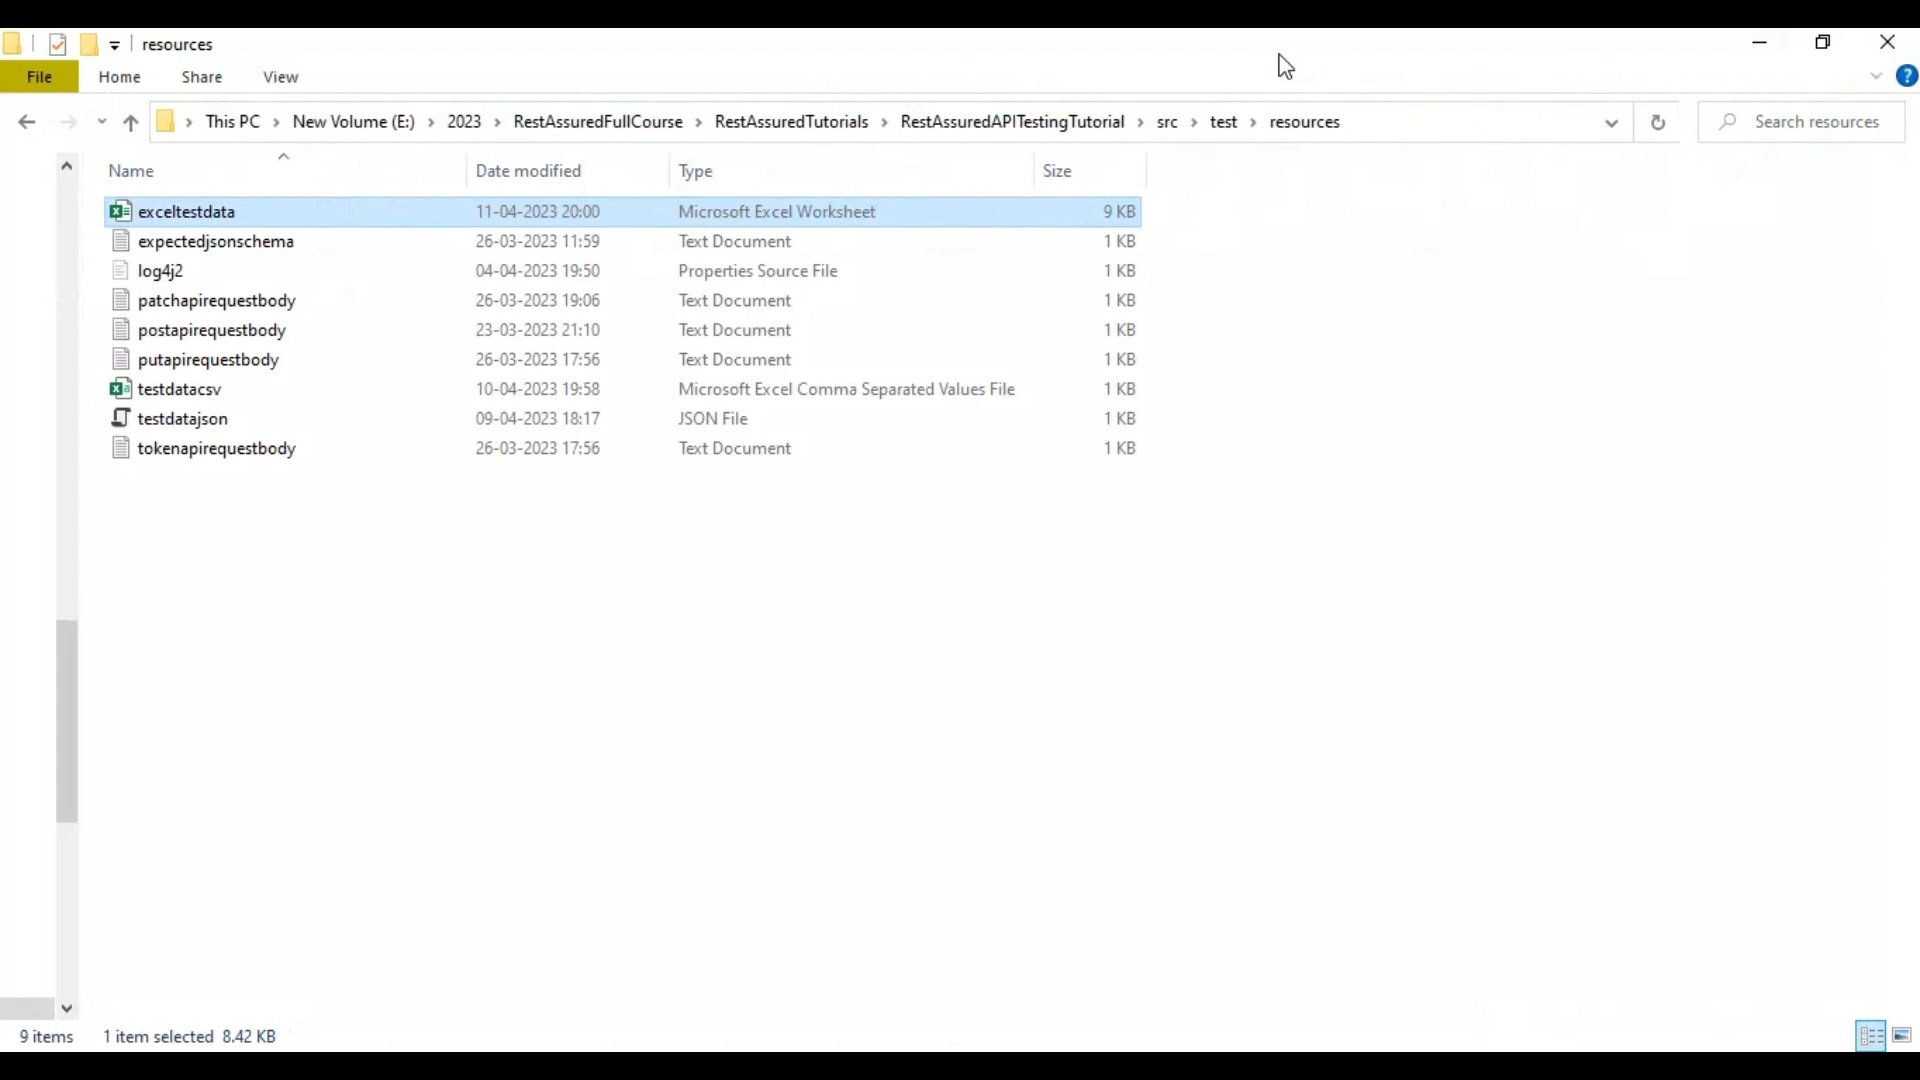 resources
File Home Share View ?
This PC New Volume (E:) 2023 RestAssuredFullCourse RestAssuredTutorials RestAssuredAPITestingTutorial src test resources Search resources
Name Date modified Type Size
exceltestdata 11-04-2023 20:00 Microsoft Excel Worksheet 9 KB
expectedjsonschema 26-03-2023 11:59 Text Document 1 KB
log4j2 04-04-2023 19:50 Properties Source File 1 KB
patchapirequestbody 26-03-2023 19:06 Text Document 1 KB
postapirequestbody 23-03-2023 21:10 Text Document 1 KB
putapirequestbody 26-03-2023 17:56 Text Document 1 KB
testdatacsv 10-04-2023 19:58 Microsoft Excel Comma Separated Values File 1 KB
testdatajson 09-04-2023 18:17 JSON File 1 KB
tokenapirequestbody 26-03-2023 17:56 Text Document 1 KB
9 items 1 item selected 8.42 KB